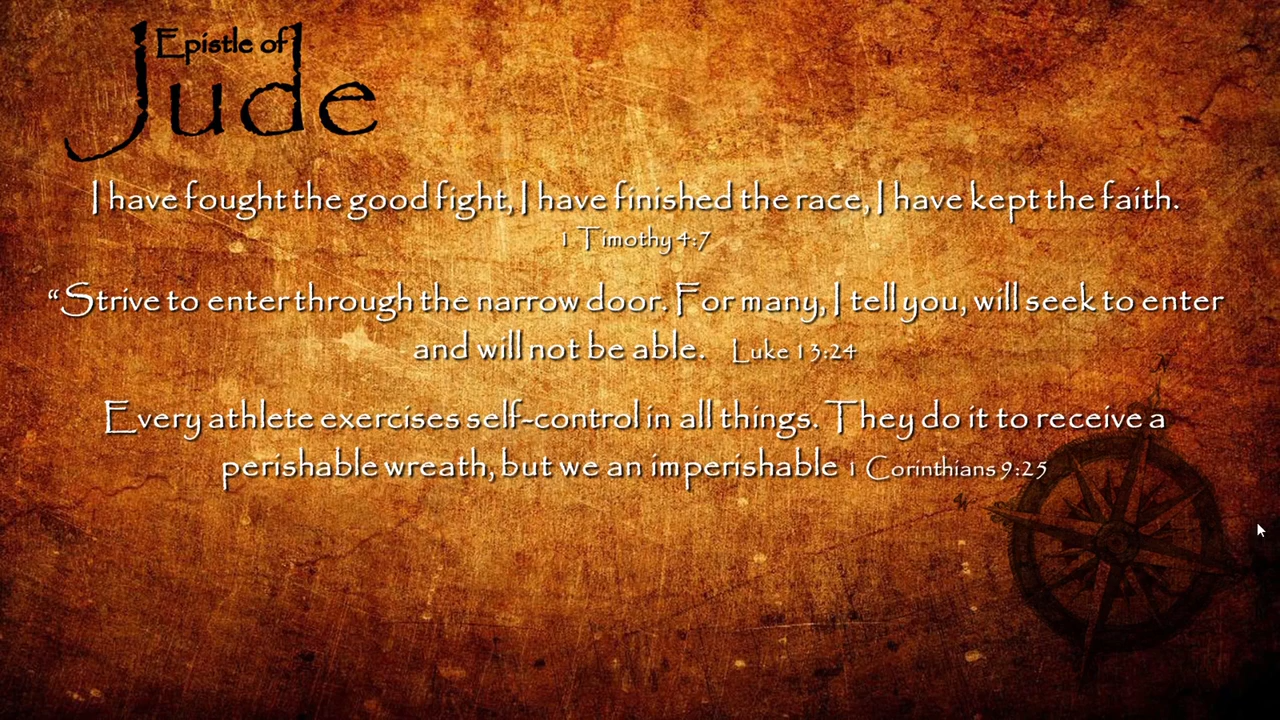 Epistle of
Jude
I have fought the good fight, I have finished the race, I have kept the faith.
1 Timothy 4:7
“Strive to enter through the narrow door. For many, I tell you, will seek to enter
and will not be able. Luke 13:24
Every athlete exercises self-control in all things. They do it to receive a
perishable wreath, but we an imperishable 1 Corinthians 9:25